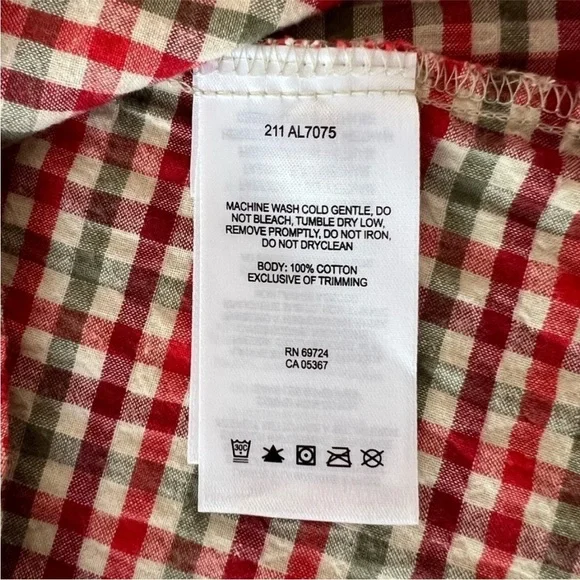 211 AL7075
MACHINE WASH COLD GENTLE, DO
NOT BLEACH, TUMBLE DRY LOW,
REMOVE PROMPTLY, DO NOT IRON,
DO NOT DRYCLEAN
BODY: 100% COTTON
EXCLUSIVE OF TRIMMING
RN 69724
CA 05367
30C